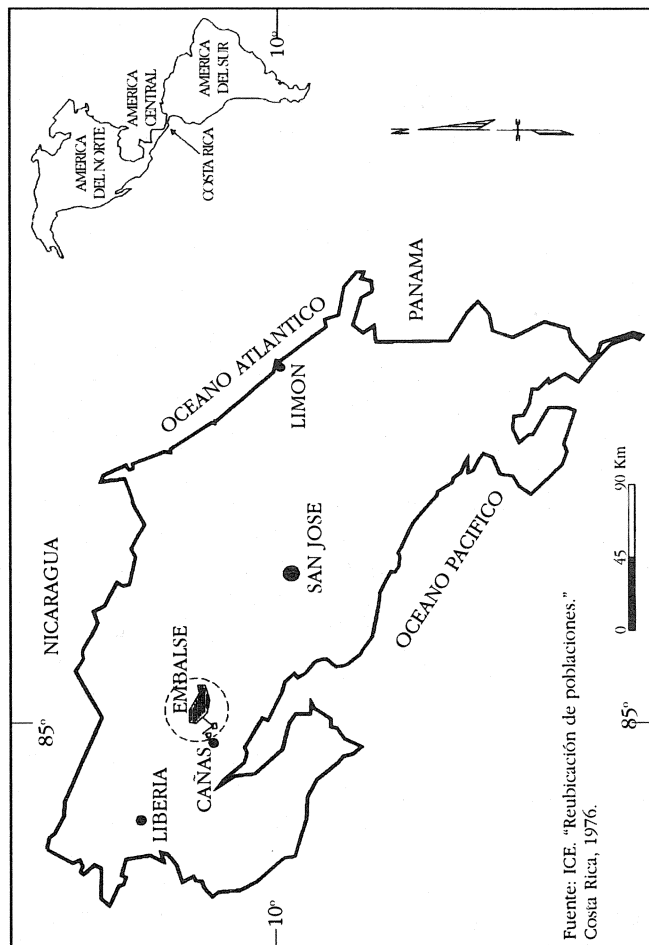 85°
10°
NICARAGUA
AMERICA
DEL NORTE
AMERICA
CENTRAL
AMERICA
DEL SUR
COSTA RICA
LIBERIA
EMBALSE
CAÑAS
OCEANO ATLANTICO
LIMON
SAN JOSE
PANAMA
OCEANO PACIFICO
N
10°
0 45 90 Km
85°
Fuente: ICE. "Reubicación de poblaciones."
Costa Rica, 1976.